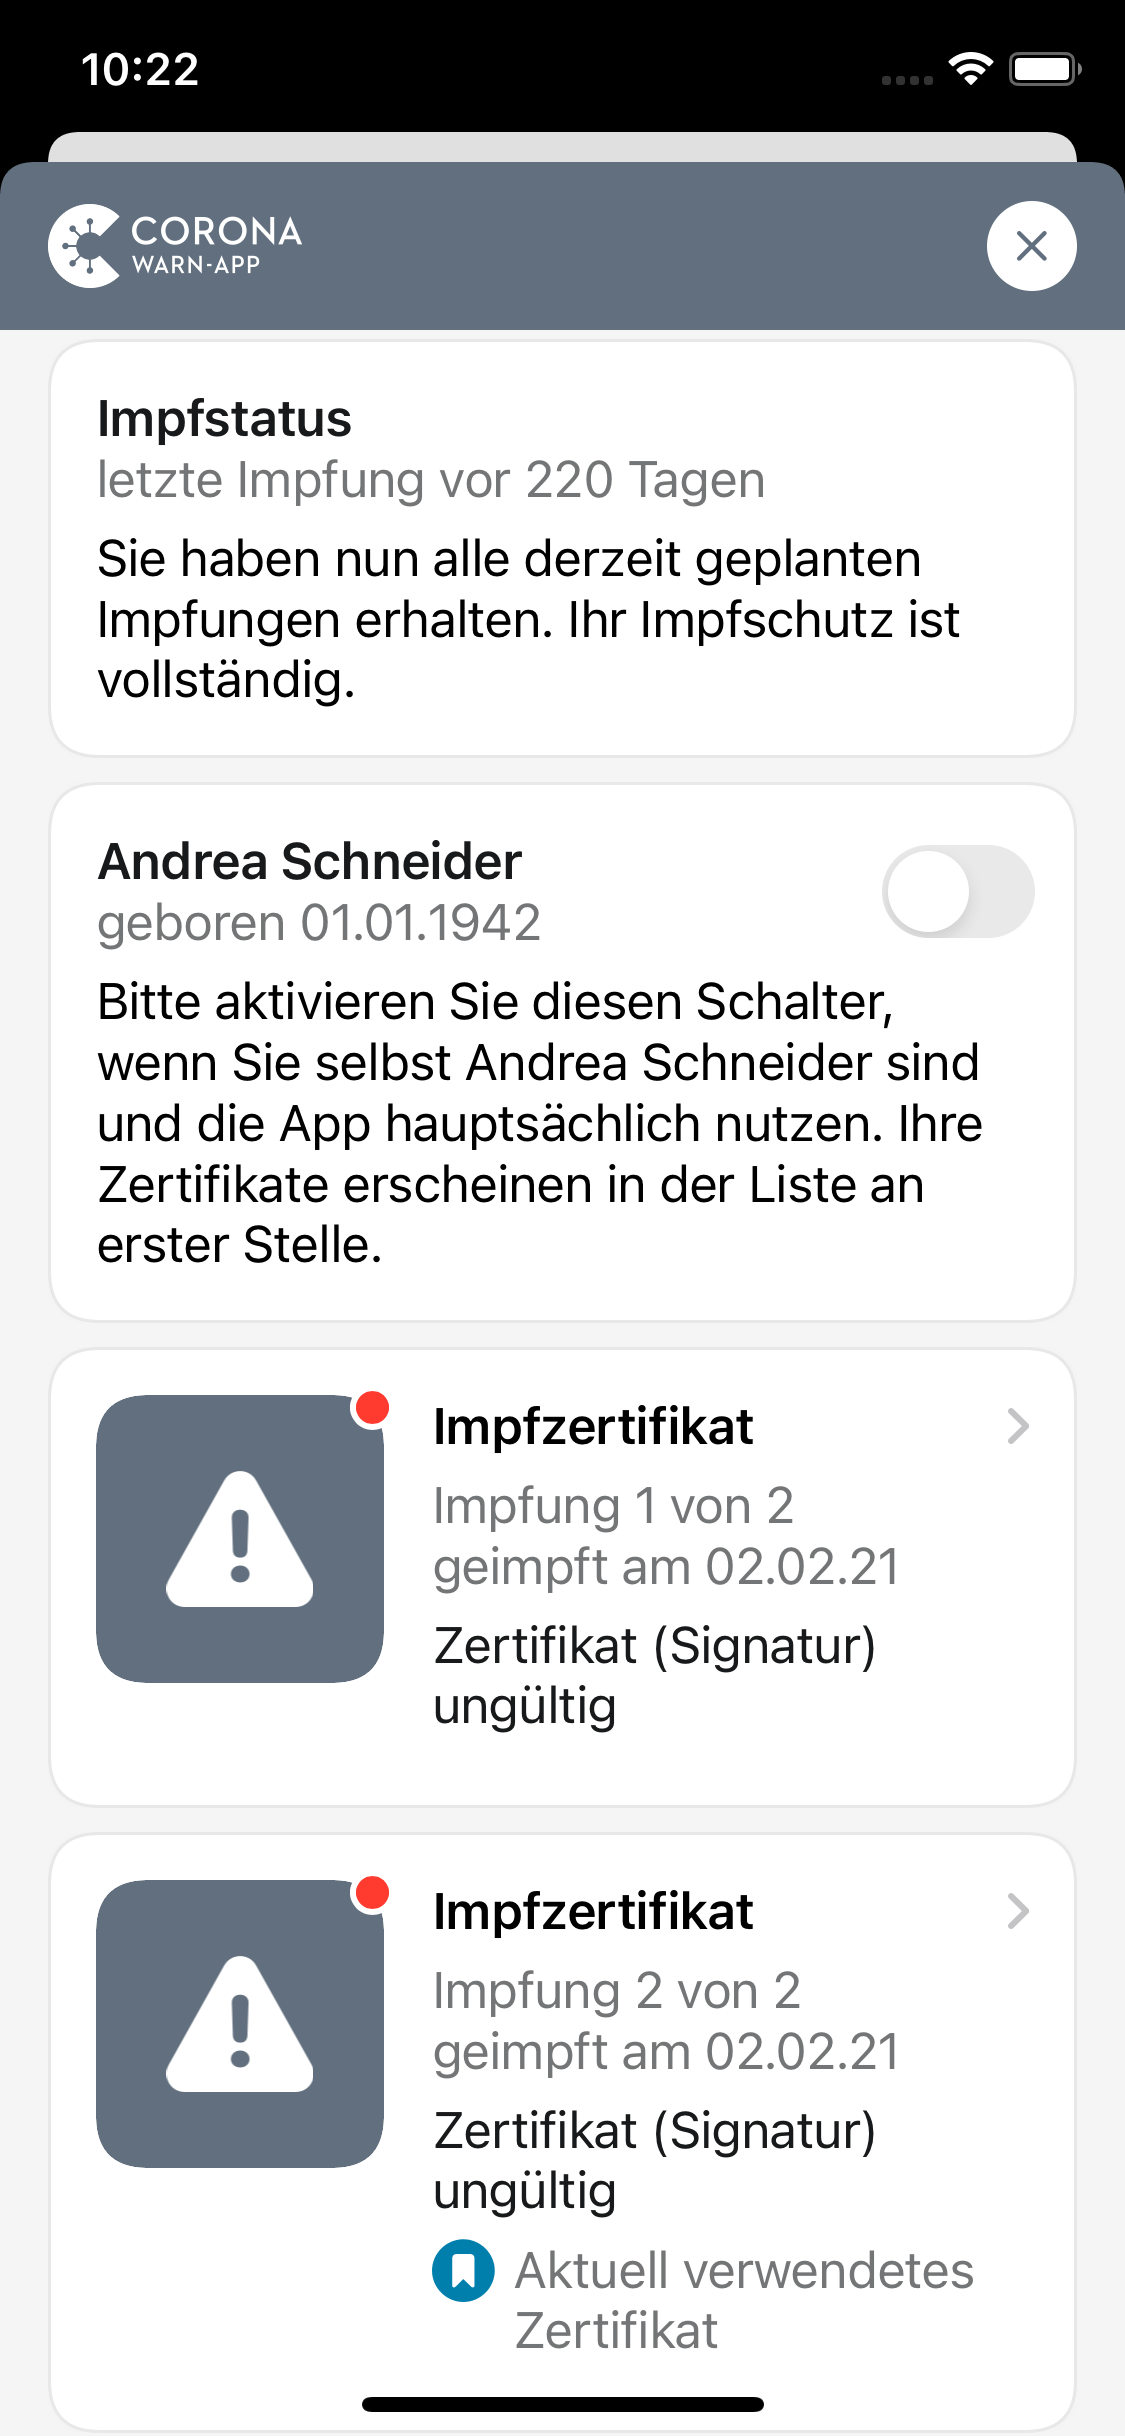 10:22
CORONA
WARN-APP
Impfstatus
letzte Impfung vor 220 Tagen
Sie haben nun alle derzeit geplanten
Impfungen erhalten. Ihr Impfschutz ist
vollständig.
Andrea Schneider
geboren 01.01.1942
Bitte aktivieren Sie diesen Schalter,
wenn Sie selbst Andrea Schneider sind
und die App hauptsächlich nutzen. Ihre
Zertifikate erscheinen in der Liste an
erster Stelle.
Impfzertifikat
Impfung 1 von 2
geimpft am 02.02.21
Zertifikat (Signatur)
ungültig
Impfzertifikat
Impfung 2 von 2
geimpft am 02.02.21
Zertifikat (Signatur)
ungültig
Aktuell verwendetes
Zertifikat